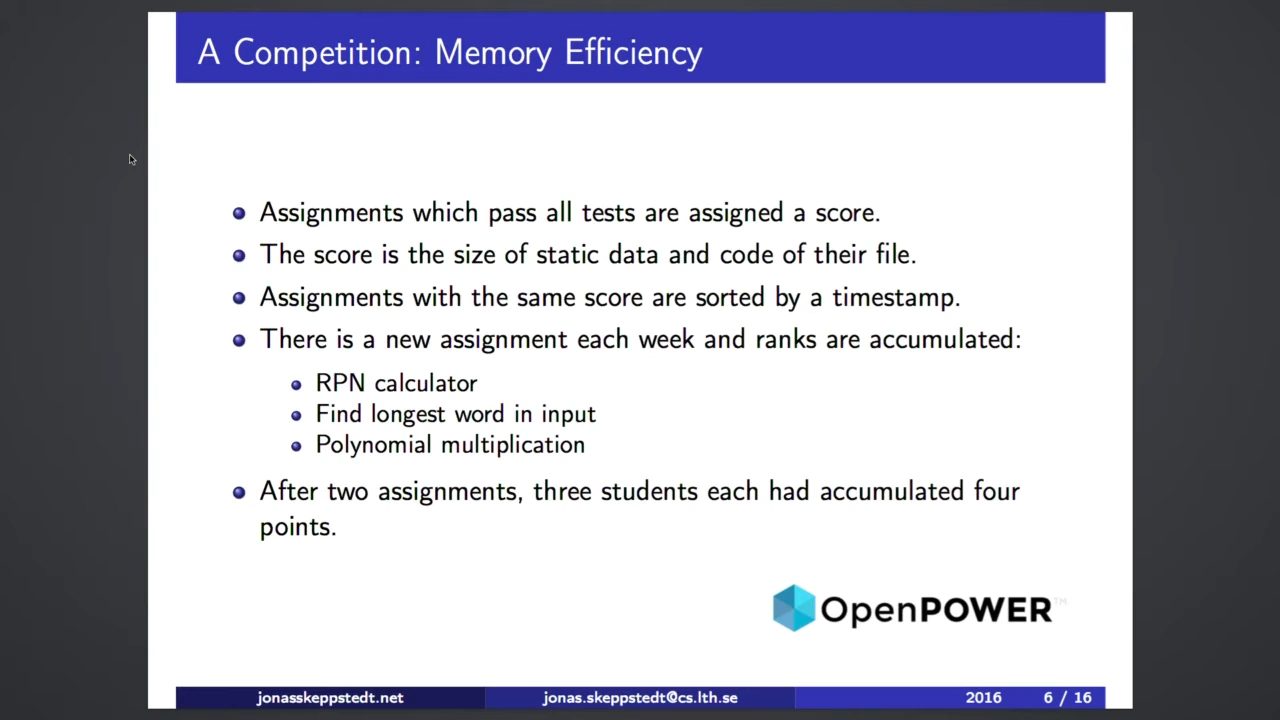 A Competition: Memory Efficiency
Assignments which pass all tests are assigned a score.
The score is the size of static data and code of their file.
Assignments with the same score are sorted by a timestamp.
There is a new assignment each week and ranks are accumulated:
RPN calculator
Find longest word in input
Polynomial multiplication
After two assignments, three students each had accumulated four
points.
OpenPOWER™
jonasskeppstedt.net jonas.skeppstedt@cs.lth.se 2016 6 / 16